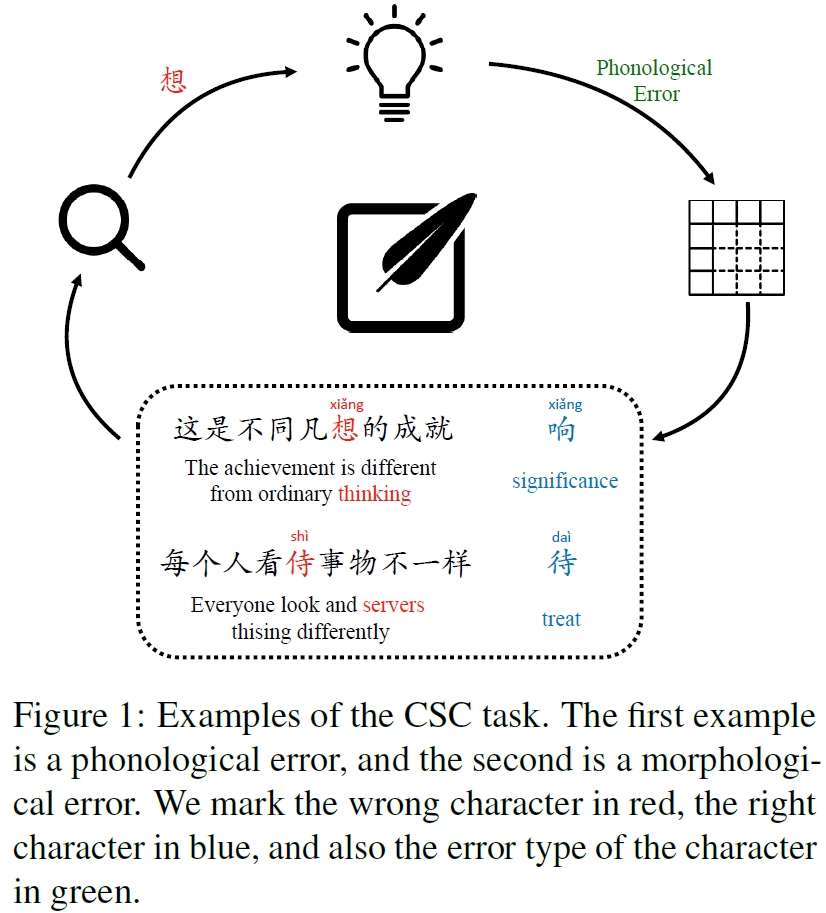 想
Phonological
Error
xiǎng
xiǎng
这是不同凡想的成就
响
The achievement is different
from ordinary thinking
significance
shì
daì
每个人看侍事物不一样
待
Everyone look and servers
thising differently
treat
Figure 1: Examples of the CSC task. The first example
is a phonological error, and the second is a morphologi-
cal error. We mark the wrong character in red, the right
character in blue, and also the error type of the character
in green.